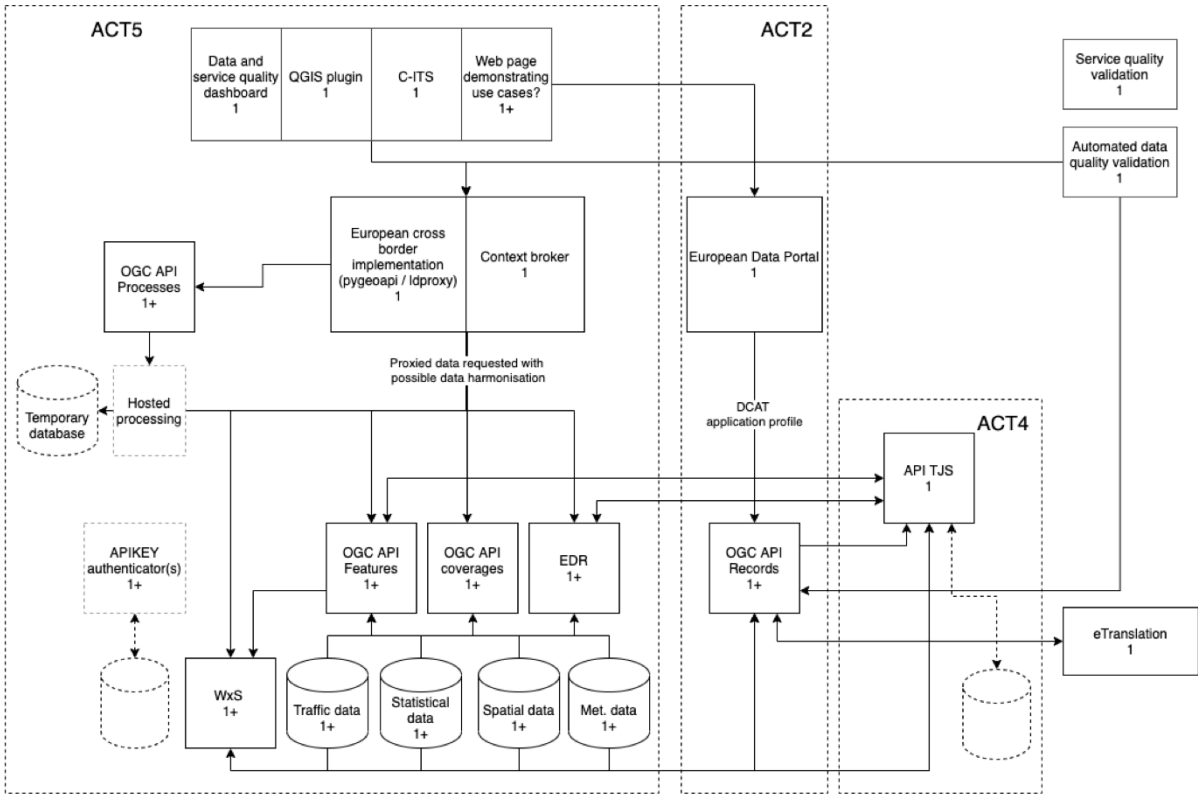 ACT5
ACT2
Data and
service quality
dashboard
1
QGIS plugin
1
C-ITS
1
Web page
demonstrating
use cases?
1+
Service quality
validation
1
Automated data
quality validation
1
European cross
border
implementation
(pygeoapi / ldproxy)
1
Context broker
1
European Data Portal
1
OGC API
Processes
1+
Proxied data requested with
possible data harmonisation
Temporary
database
Hosted
processing
DCAT
application profile
ACT4
API TJS
1
APIKEY
authenticator(s)
1+
OGC API
Features
1+
OGC API
coverages
1+
EDR
1+
OGC API
Records
1+
eTranslation
1
WxS
1+
Traffic data
1+
Statistical
data
1+
Spatial data
1+
Met. data
1+